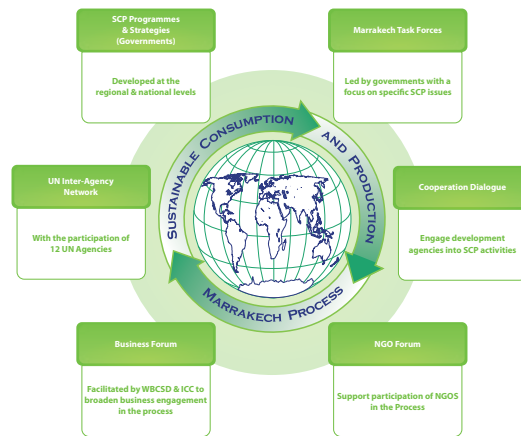 SCP Programmes
& Strategies
(Governments)
Developed at the
regional & national levels
Marrakech Task Forces
Led by governments with a
focus on specific SCP issues
SUSTAINABLE CONSUMPTION
AND PRODUCTION
MARRAKECH PROCESS
UN Inter-Agency
Network
With the participation of
12 UN Agencies
Cooperation Dialogue
Engage development
agencies into SCP activities
Business Forum
Facilitated by WBCSD & ICC to
broaden business engagement
in the process
NGO Forum
Support participation of NGOS
in the Process